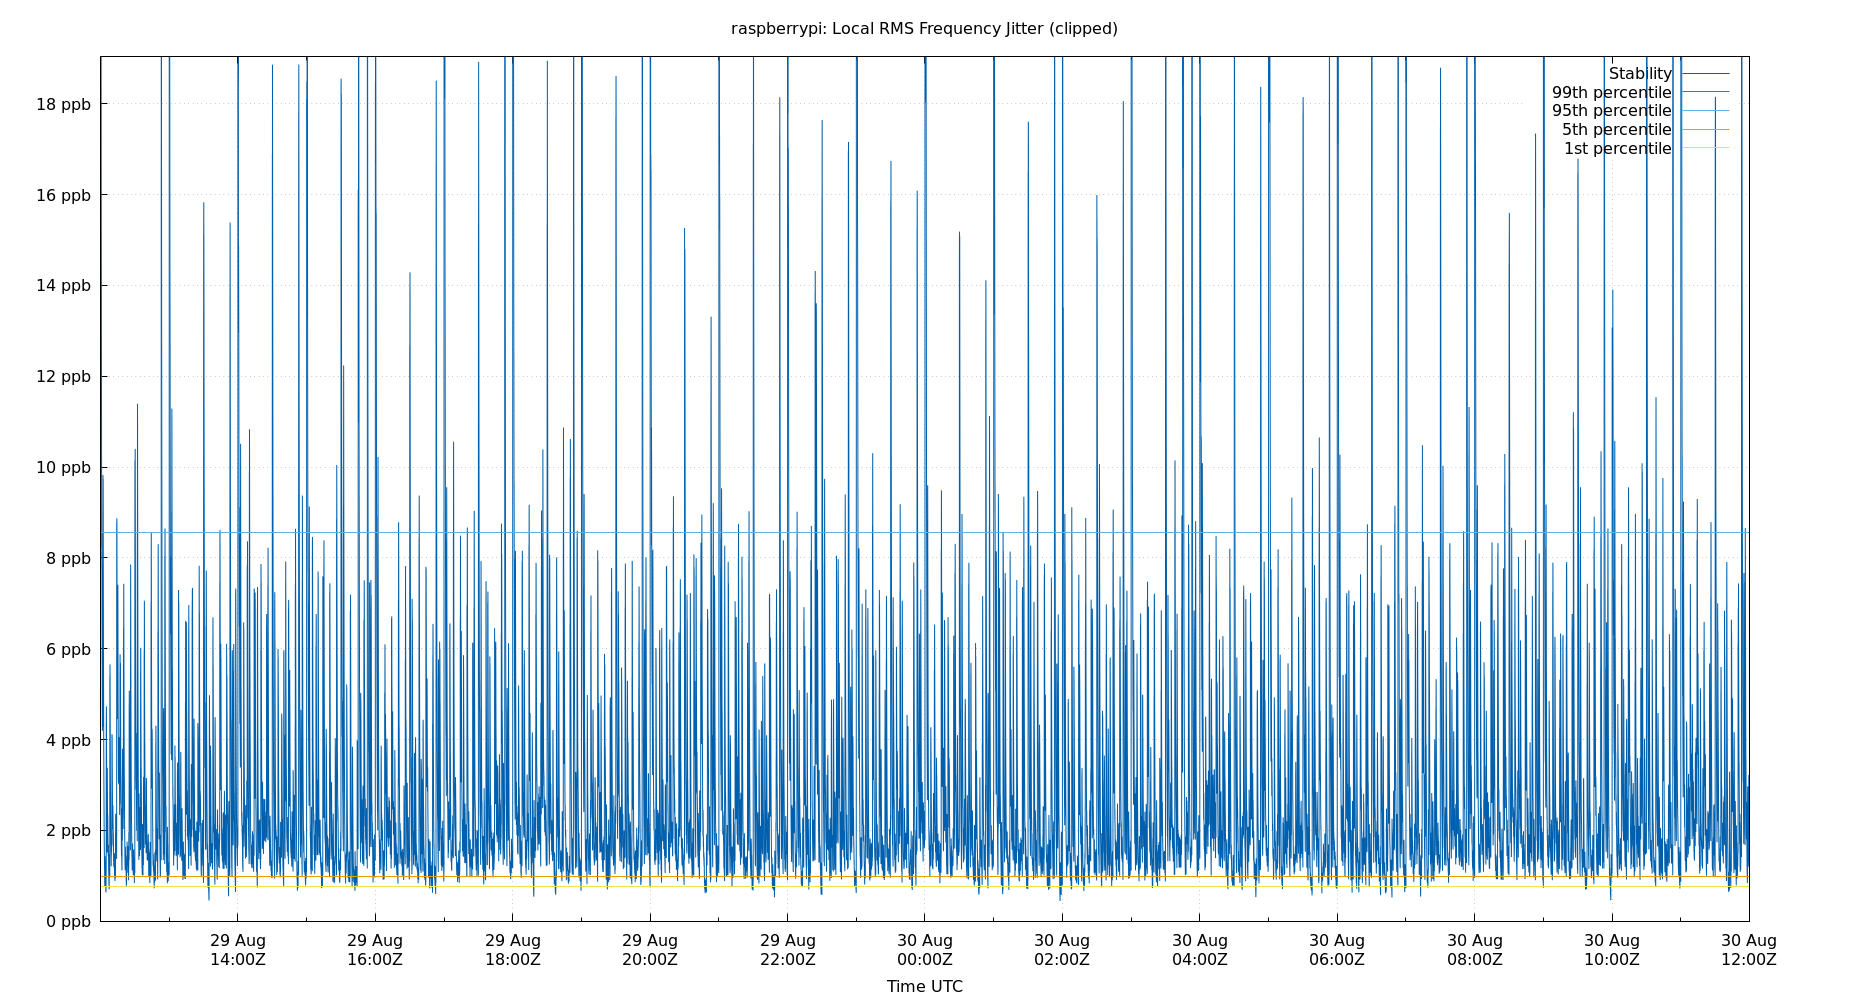 raspberrypi: Local RMS Frequency Jitter (clipped)
Stability
99th percentile
95th percentile
5th percentile
1st percentile
18 ppb
16 ppb
14 ppb
12 ppb
10 ppb
8 ppb
6 ppb
4 ppb
2 ppb
0 ppb
29 Aug 29 Aug 29 Aug 29 Aug 29 Aug 30 Aug 30 Aug 30 Aug 30 Aug 30 Aug 30 Aug 30 Aug
14:00Z 16:00Z 18:00Z 20:00Z 22:00Z 00:00Z 02:00Z 04:00Z 06:00Z 08:00Z 10:00Z 12:00Z
Time UTC